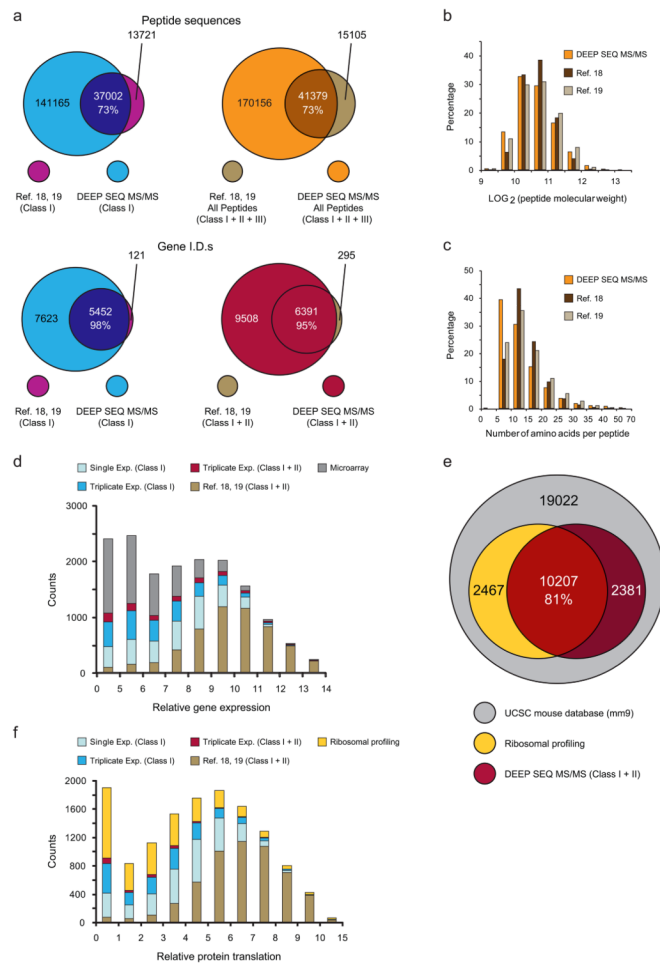 a
Peptide sequences
13721
15105
141165
37002
73%
170156
41379
73%
Ref. 18, 19
(Class I)
DEEP SEQ MS/MS
(Class I)
Ref. 18, 19
All Peptides
(Class I + II + III)
DEEP SEQ MS/MS
All Peptides
(Class I + II + III)
Gene I.D.s
121
295
7623
5452
98%
9508
6391
95%
Ref. 18, 19
(Class I)
DEEP SEQ MS/MS
(Class I)
Ref. 18, 19
(Class I + II)
DEEP SEQ MS/MS
(Class I + II)
b
50
40
30
20
10
0
Percentage
DEEP SEQ MS/MS
Ref. 18
Ref. 19
9 10 11 12 13
LOG 2 (peptide molecular weight)
c
50
40
30
20
10
0
Percentage
DEEP SEQ MS/MS
Ref. 18
Ref. 19
0 5 10 15 20 25 30 35 40 50 70
Number of amino acids per peptide
d
Single Exp. (Class I)
Triplicate Exp. (Class I + II)
Microarray
Triplicate Exp. (Class I)
Ref. 18, 19 (Class I + II)
3000
2000
1000
0
Counts
0 5 6 7 8 9 10 11 12 13 14
Relative gene expression
e
19022
2467
10207
81%
2381
UCSC mouse database (mm9)
Ribosomal profiling
DEEP SEQ MS/MS (Class I + II)
f
Single Exp. (Class I)
Triplicate Exp. (Class I + II)
Ribosomal profiling
Triplicate Exp. (Class I)
Ref. 18, 19 (Class I + II)
2000
1600
1200
800
400
0
Counts
0 1 2 3 4 5 6 7 8 9 10 15
Relative protein translation